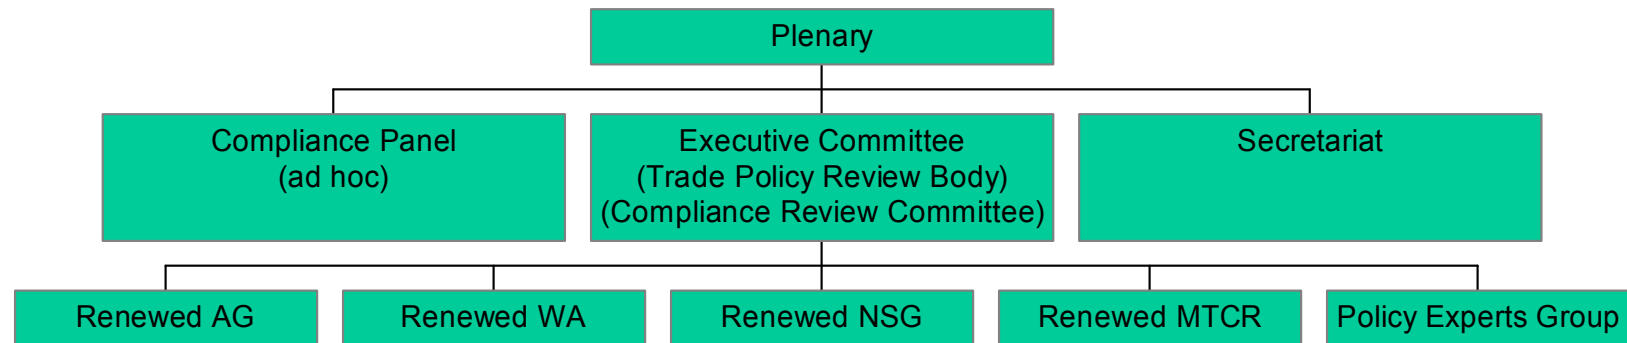 Plenary
Compliance Panel
(ad hoc)
Executive Committee
(Trade Policy Review Body)
(Compliance Review Committee)
Secretariat
Renewed AG
Renewed WA
Renewed NSG
Renewed MTCR
Policy Experts Group